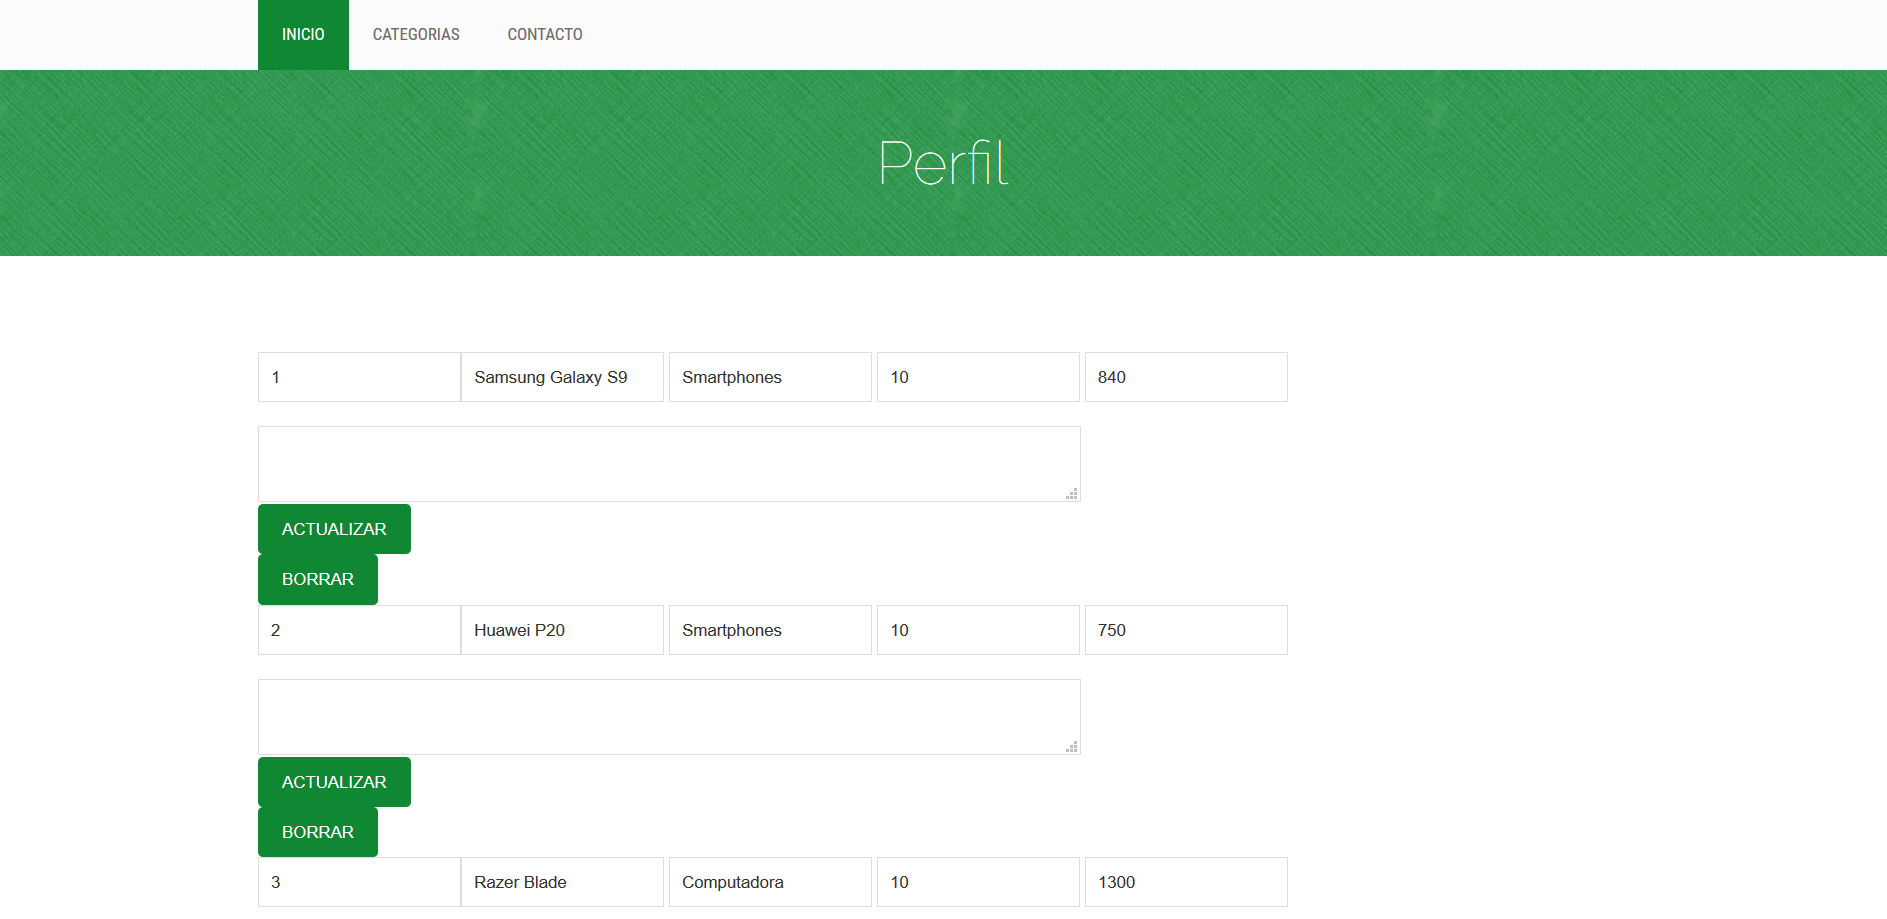 INICIO CATEGORIAS CONTACTO
Perfil
1 Samsung Galaxy S9 Smartphones 10 840
ACTUALIZAR
BORRAR
2 Huawei P20 Smartphones 10 750
ACTUALIZAR
BORRAR
3 Razer Blade Computadora 10 1300